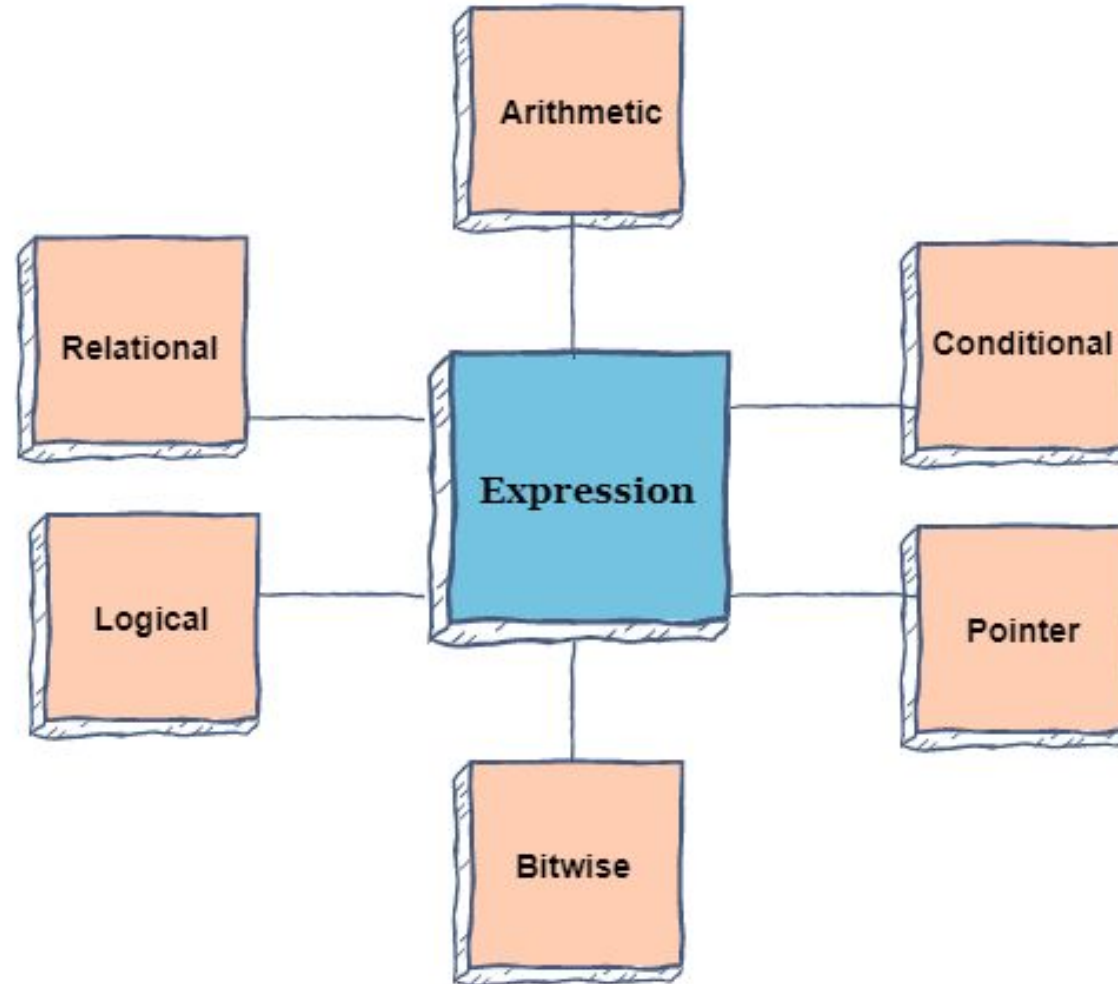 Arithmetic
Relational
Conditional
Expression
Logical
Pointer
Bitwise